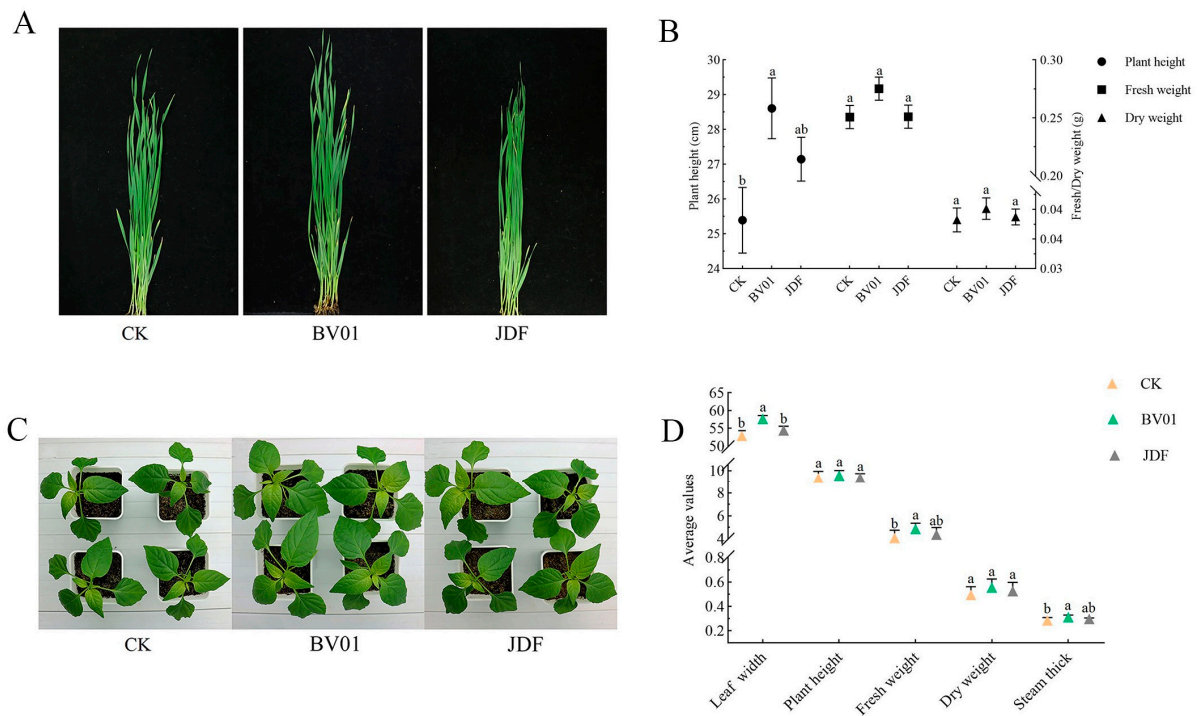 A
CK
BV01
JDF
B
30
29
28
27
26
25
24
Plant height (cm)
b
a
ab
a
a
a
a
a
a
CK
BV01
JDF
CK
BV01
JDF
CK
BV01
JDF
0.30
0.25
0.20
0.04
0.04
0.03
Fresh/Dry weight (g)
Plant height
Fresh weight
Dry weight
C
CK
BV01
JDF
D
65
60
55
50
10
8
6
4
0.8
0.6
0.4
0.2
Average values
b
a
b
a
a
a
b
a
ab
a
a
a
b
a
ab
Leaf width
Plant height
Fresh weight
Dry weight
Steam thick
CK
BV01
JDF